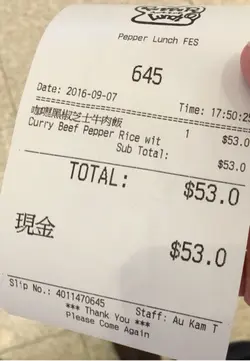 Pepper Lunch FES
645
Date: 2016-09-07 Time: 17:50:25
咖喱黑椒芝士牛肉飯 1 $53.0
Curry Beef Pepper Rice wit
Sub Total: $53.0
TOTAL: $53.0
現金 $53.0
Slip No.: 4011470645 Staff: Au Kam T
*** Thank You ***
Please Come Again